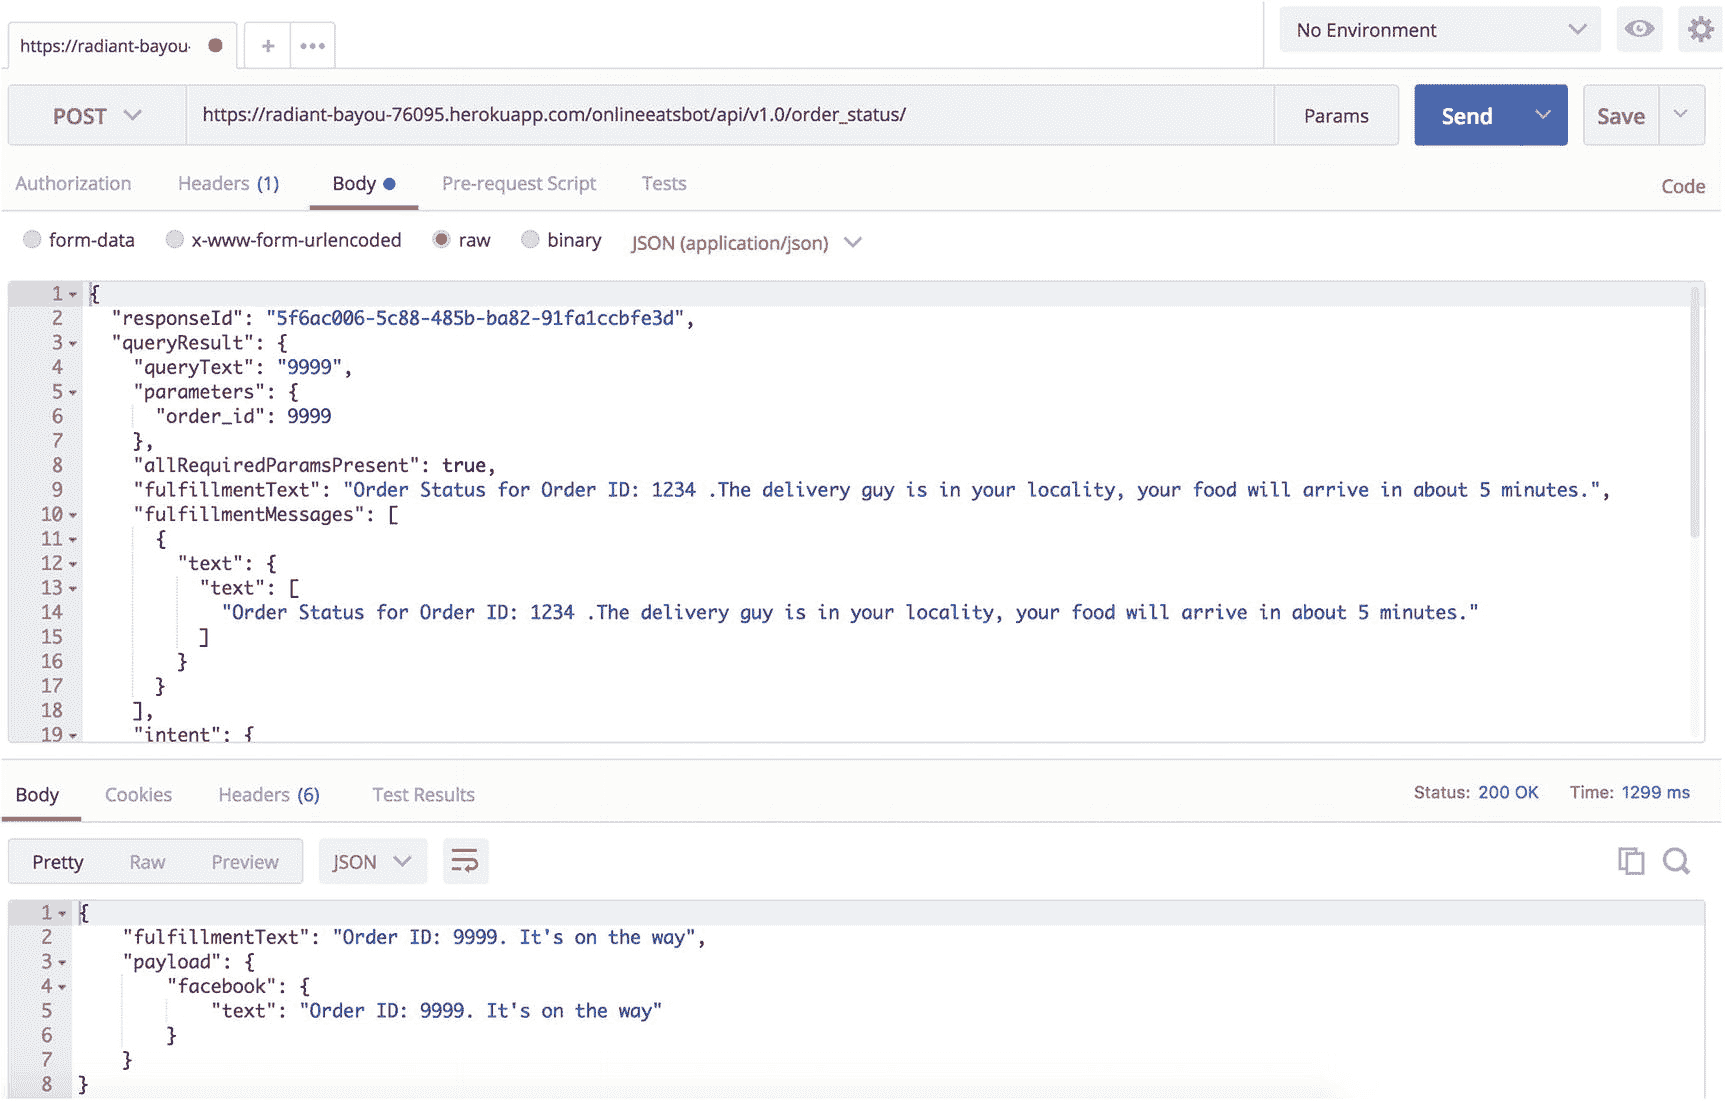 https://radiant-bayou-
+
•••
No Environment
POST
https://radiant-bayou-76095.herokuapp.com/onlineeatsbot/api/v1.0/order_status/
Params
Send
Save
Authorization
Headers (1)
Body
Pre-request Script
Tests
Code
form-data
x-www-form-urlencoded
raw
binary
JSON (application/json)
1 {
2 "responseId": "5f6ac006-5c88-485b-ba82-91fa1ccbfe3d",
3 "queryResult": {
4 "queryText": "9999",
5 "parameters": {
6 "order_id": 9999
7 },
8 "allRequiredParamsPresent": true,
9 "fulfillmentText": "Order Status for Order ID: 1234 .The delivery guy is in your locality, your food will arrive in about 5 minutes.",
10 "fulfillmentMessages": [
11 {
12 "text": {
13 "text": [
14 "Order Status for Order ID: 1234 .The delivery guy is in your locality, your food will arrive in about 5 minutes."
15 ]
16 }
17 }
18 ],
19 "intent": {
Body
Cookies
Headers (6)
Test Results
Status: 200 OK
Time: 1299 ms
Pretty
Raw
Preview
JSON
1 {
2 "fulfillmentText": "Order ID: 9999. It's on the way",
3 "payload": {
4 "facebook": {
5 "text": "Order ID: 9999. It's on the way"
6 }
7 }
8 }